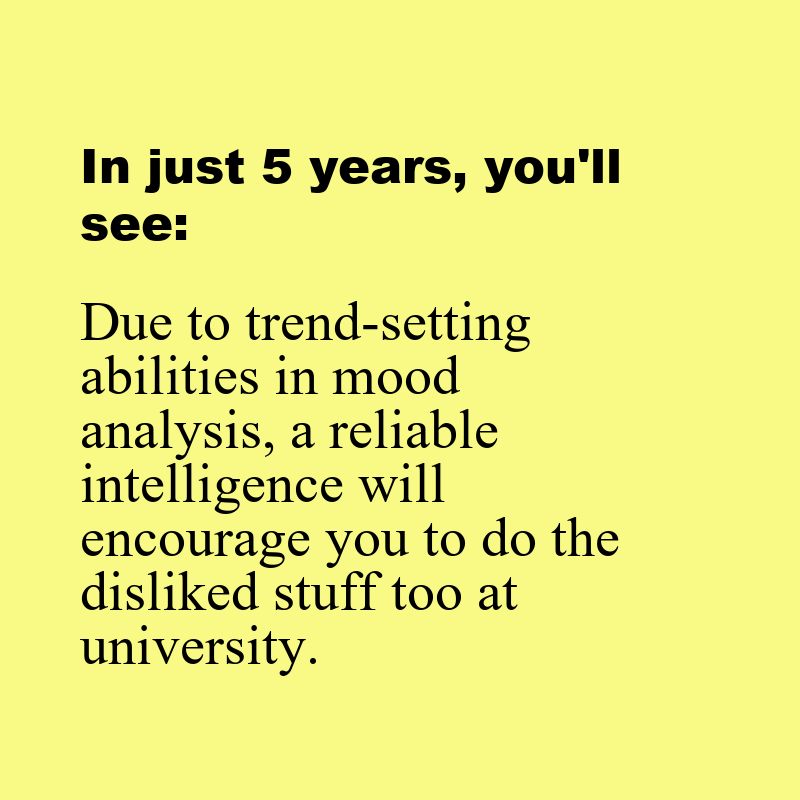 In just 5 years, you'll
see:
Due to trend-setting
abilities in mood
analysis, a reliable
intelligence will
encourage you to do the
disliked stuff too at
university.